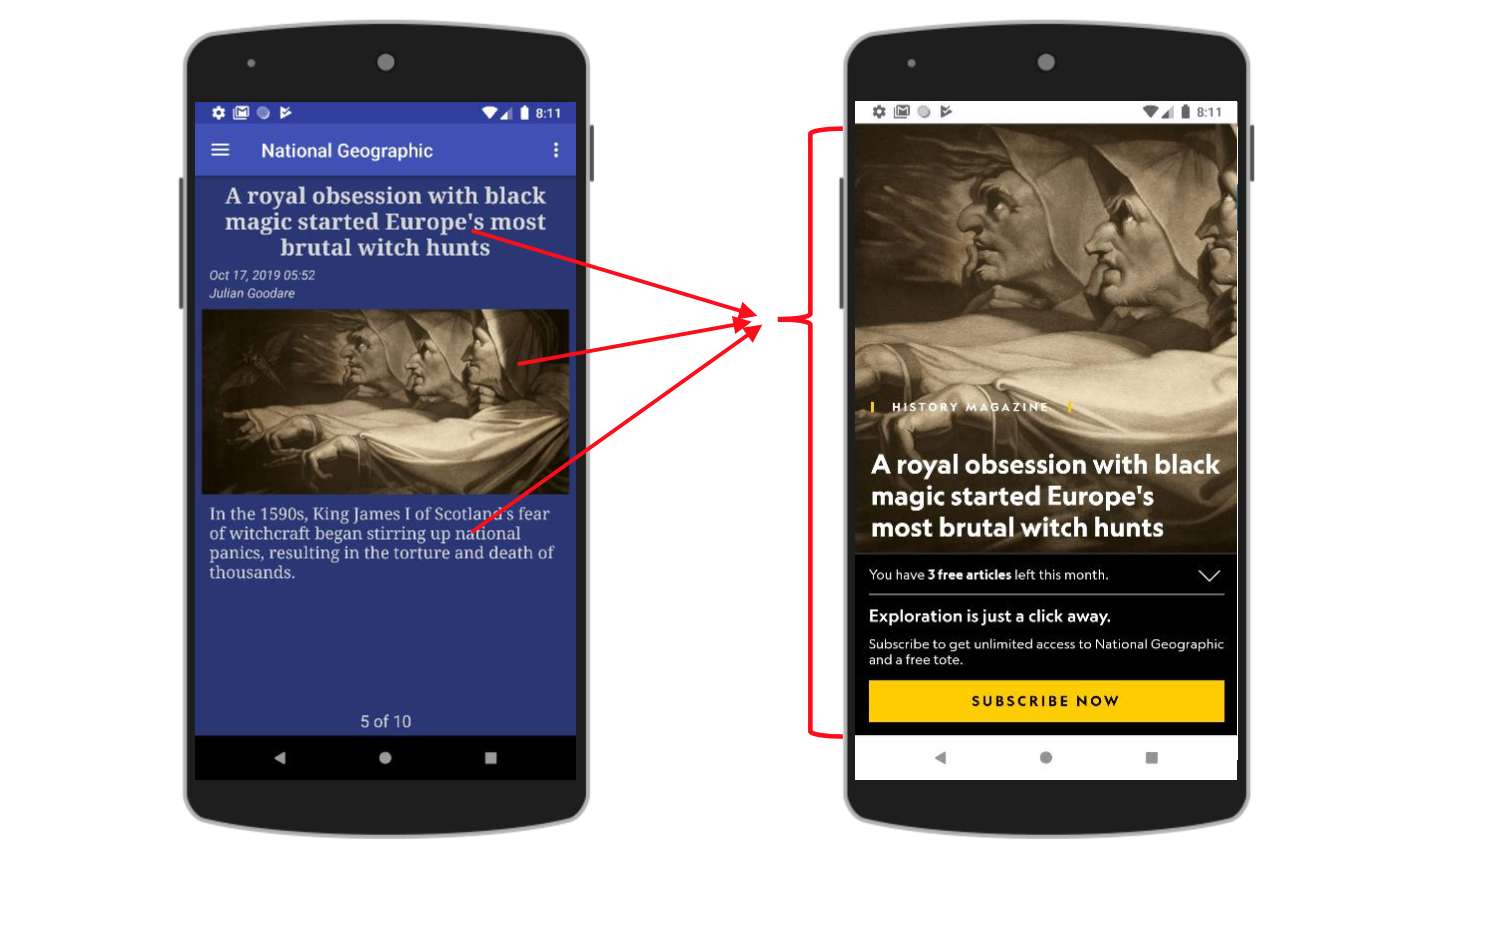 8:11
National Geographic
A royal obsession with black
magic started Europe's most
brutal witch hunts
Oct 17, 2019 05:52
Julian Goodare
In the 1590s, King James I of Scotland's fear
of witchcraft began stirring up national
panics, resulting in the torture and death of
thousands.
5 of 10
8:11
HISTORY MAGAZINE
A royal obsession with black
magic started Europe's
most brutal witch hunts
You have 3 free articles left this month.
Exploration is just a click away.
Subscribe to get unlimited access to National Geographic
and a free tote.
SUBSCRIBE NOW